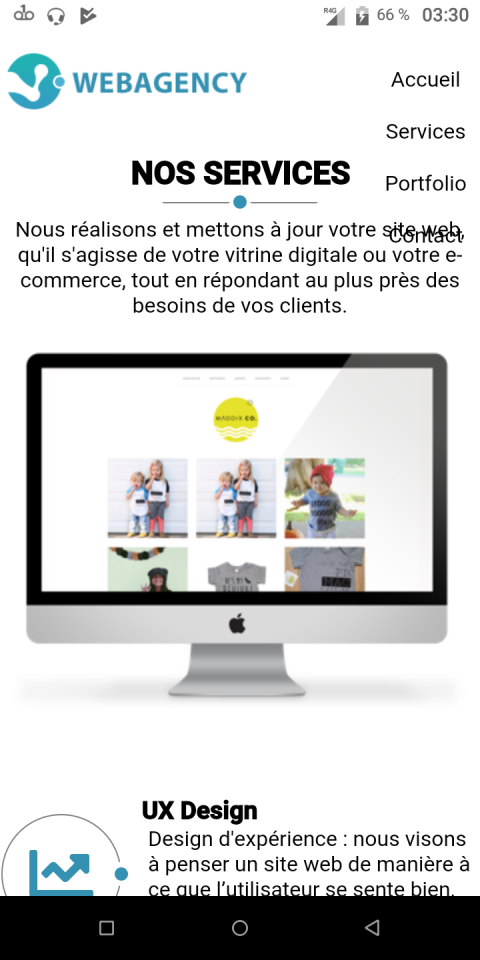 R4G 66 % 03:30
WEBAGENCY
Accueil
Services
Portfolio
Contact
NOS SERVICES
Nous réalisons et mettons à jour votre site web,
qu'il s'agisse de votre vitrine digitale ou votre e-
commerce, tout en répondant au plus près des
besoins de vos clients.
UX Design
Design d'expérience : nous visons
à penser un site web de manière à
ce que l’utilisateur se sente bien.